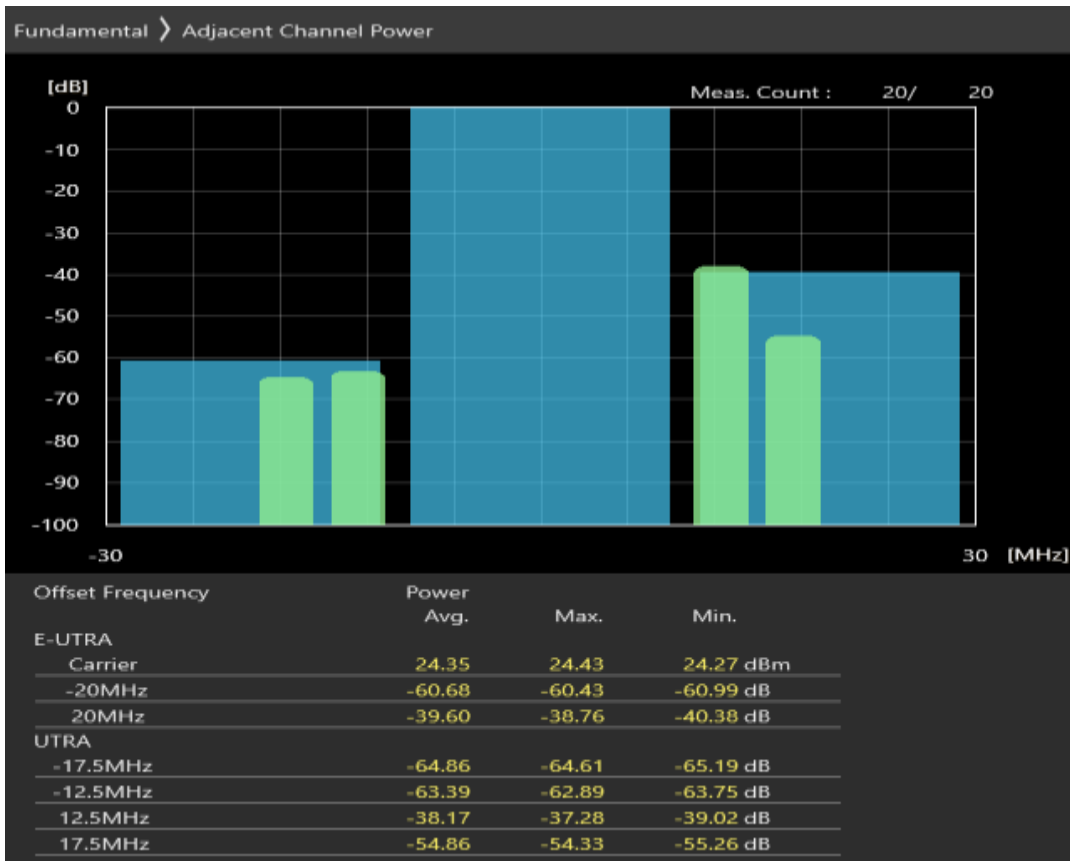 Fundamental 〉 Adjacent Channel Power
[dB]
Meas. Count : 20/ 20
0
-10
-20
-30
-40
-50
-60
-70
-80
-90
-100
-30 30 [MHz]
Offset Frequency Power
Avg. Max. Min.
E-UTRA
Carrier 24.35 24.43 24.27 dBm
-20MHz -60.68 -60.43 -60.99 dB
20MHz -39.60 -38.76 -40.38 dB
UTRA
-17.5MHz -64.86 -64.61 -65.19 dB
-12.5MHz -63.39 -62.89 -63.75 dB
12.5MHz -38.17 -37.28 -39.02 dB
17.5MHz -54.86 -54.33 -55.26 dB